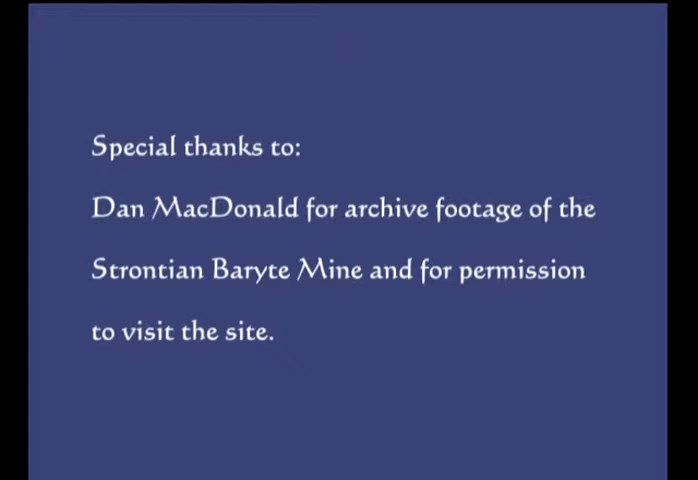 Special thanks to:
Dan MacDonald for archive footage of the
Strontian Baryte Mine and for permission
to visit the site.